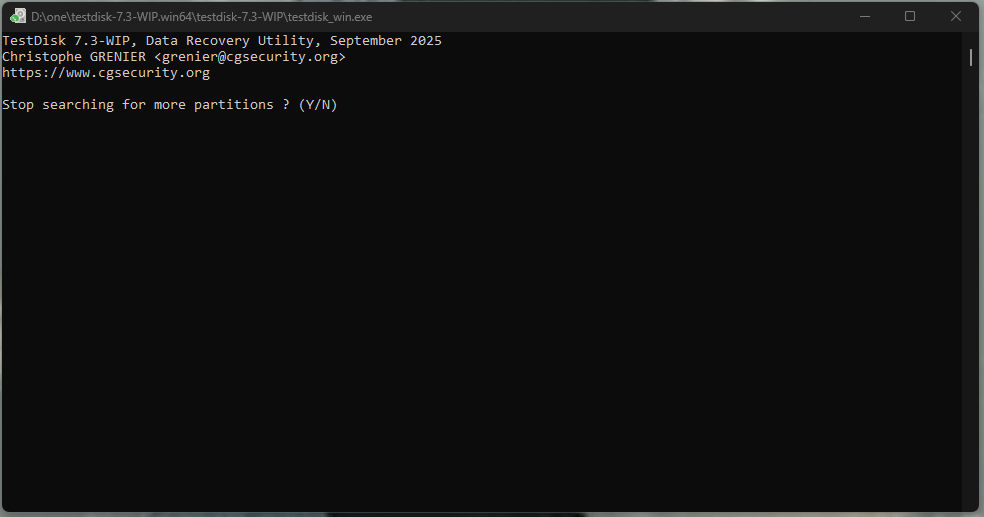 D:\one\testdisk-7.3-WIP.win64\testdisk-7.3-WIP\testdisk_win.exe
TestDisk 7.3-WIP, Data Recovery Utility, September 2025
Christophe GRENIER <grenier@cgsecurity.org>
https://www.cgsecurity.org
Stop searching for more partitions ? (Y/N)